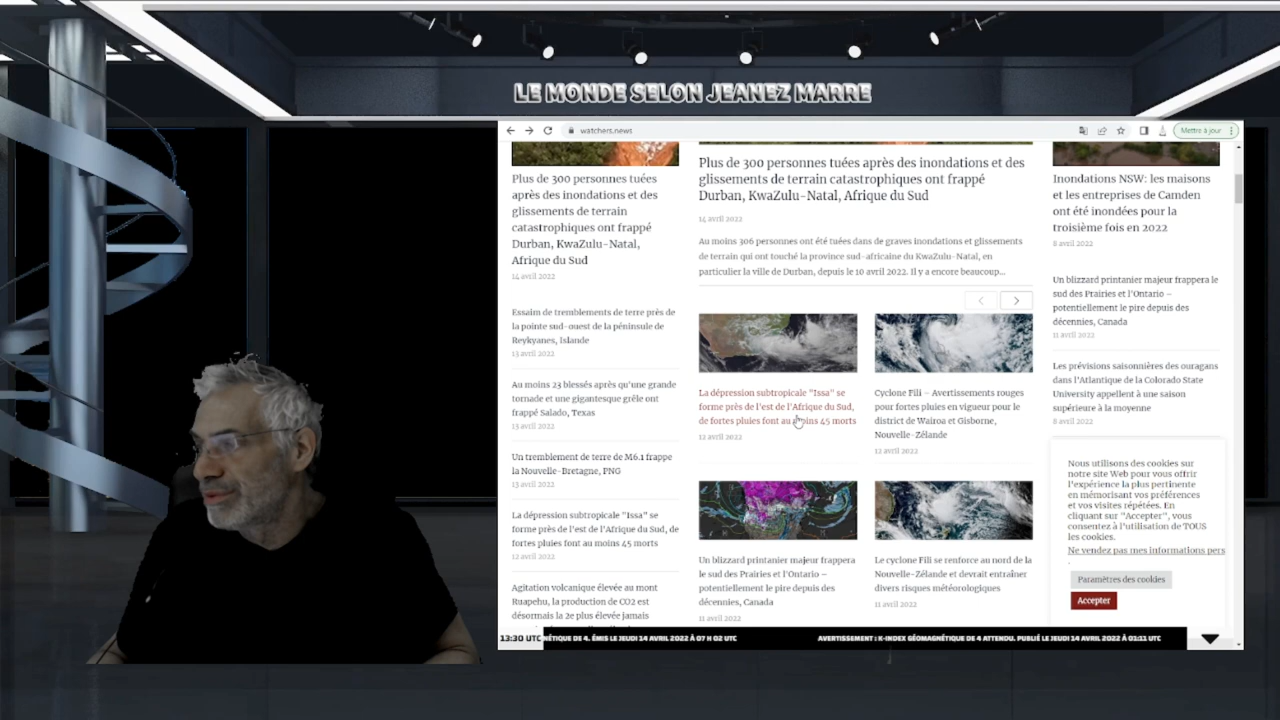 LE MONDE SELON JEANEZ MARRE
watchers.news
Mettre à jour
Plus de 300 personnes tuées
après des inondations et des
glissements de terrain
catastrophiques ont frappé
Durban, KwaZulu-Natal,
Afrique du Sud
14 avril 2022
Essaim de tremblements de terre près de
la pointe sud-ouest de la péninsule de
Reykyanes, Islande
13 avril 2022
Au moins 23 blessés après qu'une grande
tornade et une gigantesque grêle ont
frappé Salado, Texas
13 avril 2022
Un tremblement de terre de M6.1 frappe
la Nouvelle-Bretagne, PNG
13 avril 2022
La dépression subtropicale "Issa" se
forme près de l'est de l'Afrique du Sud, de
fortes pluies font au moins 45 morts
12 avril 2022
Agitation volcanique élevée au mont
Ruapehu, la production de CO2 est
désormais la 2e plus élevée jamais
Plus de 300 personnes tuées après des inondations et des
glissements de terrain catastrophiques ont frappé
Durban, KwaZulu-Natal, Afrique du Sud
14 avril 2022
Au moins 306 personnes ont été tuées dans de graves inondations et glissements
de terrain qui ont touché la province sud-africaine du KwaZulu-Natal, en
particulier la ville de Durban, depuis le 10 avril 2022. Il y a encore beaucoup...
La dépression subtropicale "Issa" se
forme près de l'est de l'Afrique du Sud,
de fortes pluies font au moins 45 morts
12 avril 2022
Cyclone Fili – Avertissements rouges
pour fortes pluies en vigueur pour le
district de Wairoa et Gisborne,
Nouvelle-Zélande
12 avril 2022
Un blizzard printanier majeur frappera
le sud des Prairies et l'Ontario –
potentiellement le pire depuis des
décennies, Canada
11 avril 2022
Le cyclone Fili se renforce au nord de la
Nouvelle-Zélande et devrait entraîner
divers risques météorologiques
11 avril 2022
Inondations NSW: les maisons
et les entreprises de Camden
ont été inondées pour la
troisième fois en 2022
8 avril 2022
Un blizzard printanier majeur frappera le
sud des Prairies et l'Ontario –
potentiellement le pire depuis des
décennies, Canada
11 avril 2022
Les prévisions saisonnières des ouragans
dans l'Atlantique de la Colorado State
University appellent à une saison
supérieure à la moyenne
8 avril 2022
Nous utilisons des cookies sur
notre site Web pour vous offrir
l'expérience la plus pertinente
en mémorisant vos préférences
et vos visites répétées. En
cliquant sur "Accepter", vous
consentez à l'utilisation de TOUS
les cookies.
Ne vendez pas mes informations pers
.
Paramètres des cookies
Accepter
13:30 UTC NÉTIQUE DE 4. ÉMIS LE JEUDI 14 AVRIL 2022 À 07 H 02 UTC AVERTISSEMENT : K-INDEX GÉOMAGNÉTIQUE DE 4 ATTENDU. PUBLIÉ LE JEUDI 14 AVRIL 2022 À 01:11 UTC